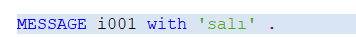 MESSAGE i001 with 'salı' .